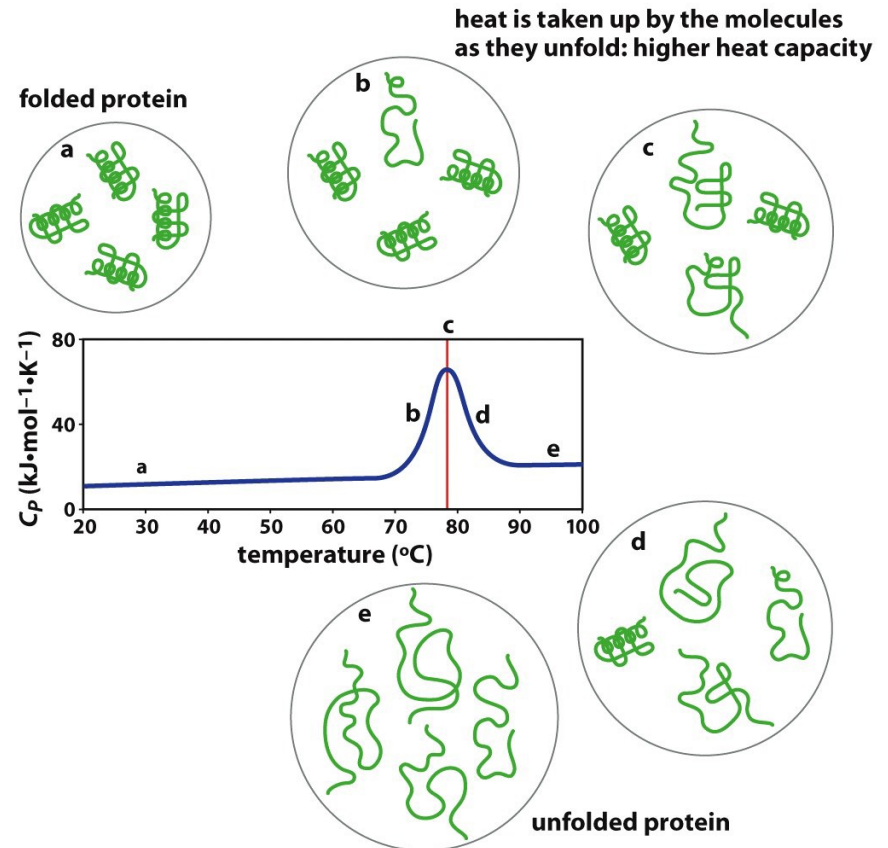 heat is taken up by the molecules
as they unfold: higher heat capacity
folded protein
a
b
c
c
80
40
0
C_P (kJ•mol⁻¹•K⁻¹)
a
b
d
e
20 30 40 50 60 70 80 90 100
temperature (ºC)
d
e
unfolded protein